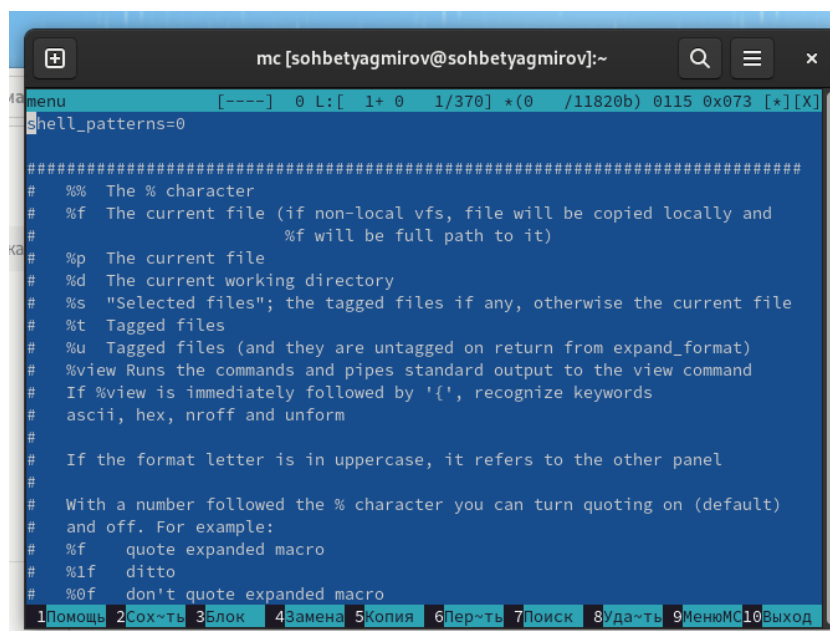 mc [sohbetyagmirov@sohbetyagmirov]:~
menu [----] 0 L:[ 1+ 0 1/370] *(0 /11820b) 0115 0x073 [*][X]
shell_patterns=0
###############################################################################
# %% The % character
# %f The current file (if non-local vfs, file will be copied locally and
# %f will be full path to it)
# %p The current file
# %d The current working directory
# %s "Selected files"; the tagged files if any, otherwise the current file
# %t Tagged files
# %u Tagged files (and they are untagged on return from expand_format)
# %view Runs the commands and pipes standard output to the view command
# If %view is immediately followed by '{', recognize keywords
# ascii, hex, nroff and unform
#
# If the format letter is in uppercase, it refers to the other panel
#
# With a number followed the % character you can turn quoting on (default)
# and off. For example:
# %f quote expanded macro
# %1f ditto
# %0f don't quote expanded macro
1Помощь 2Сох~ть 3Блок 4Замена 5Копия 6Пер~ть 7Поиск 8Уда~ть 9МенюMC 10Выход